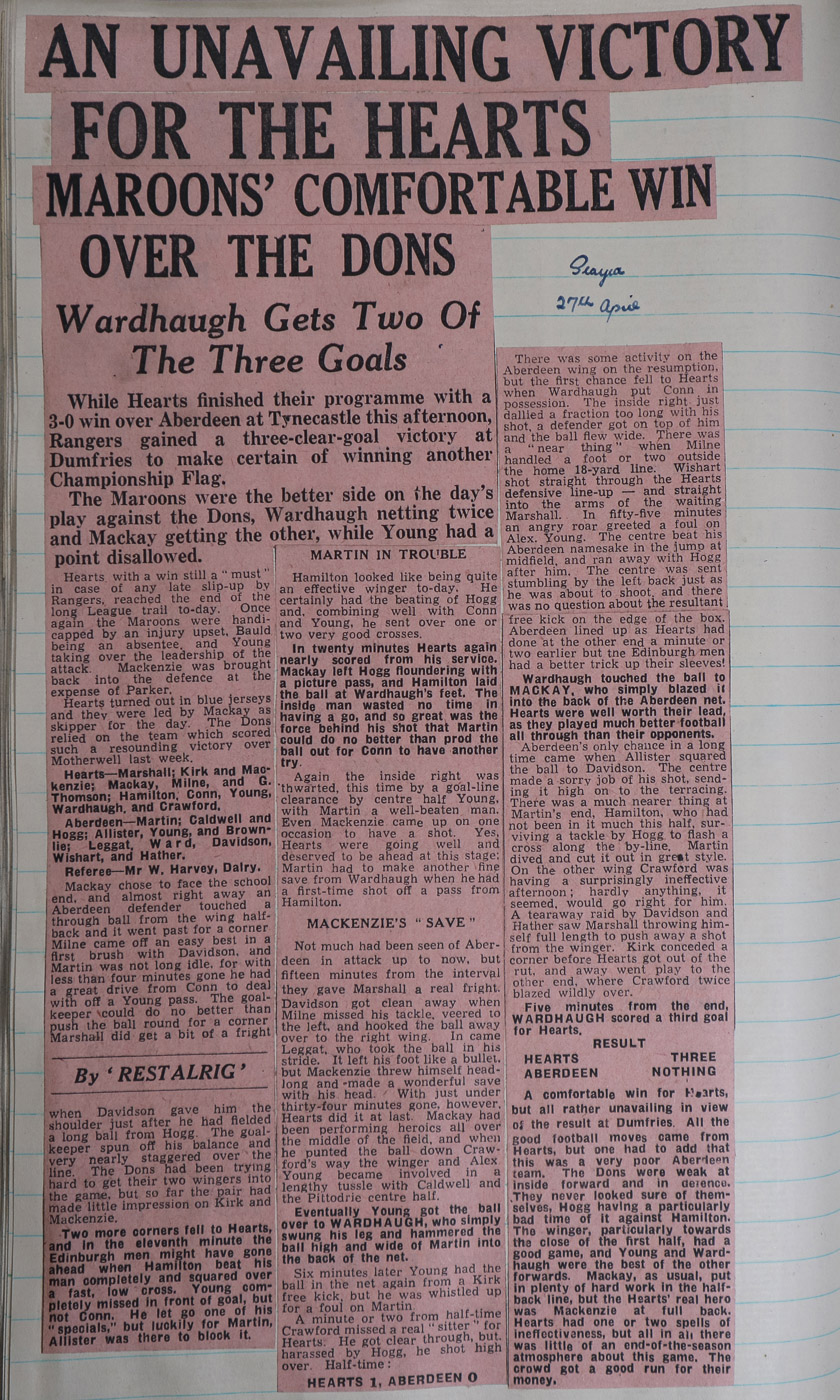 AN UNAVAILING VICTORY
FOR THE HEARTS
MAROONS' COMFORTABLE WIN
OVER THE DONS
27th April
Wardhaugh Gets Two Of
The Three Goals
While Hearts finished their programme with a
3-0 win over Aberdeen at Tynecastle this afternoon,
Rangers gained a three-clear-goal victory at
Dumfries to make certain of winning another
Championship Flag.
The Maroons were the better side on the day's
play against the Dons, Wardhaugh netting twice
and Mackay getting the other, while Young had a
point disallowed.
Hearts with a win still a "must"
in case of any late slip-up by
Rangers, reached the end of the
long League trail to-day. Once
again the Maroons were handi-
capped by an injury upset, Bauld
being an absentee, and Young
taking over the leadership of the
attack. Mackenzie was brought
back into the defence at the
expense of Parker.
Hearts turned out in blue jerseys
and they were led by Mackay as
skipper for the day. The Dons
relied on the team which scored
such a resounding victory over
Motherwell last week.
Hearts—Marshall; Kirk and Mac-
kenzie; Mackay, Milne, and G.
Thomson; Hamilton, Conn, Young,
Wardhaugh, and Crawford.
Aberdeen—Martin; Caldwell and
Hogg; Allister, Young, and Brown-
lie; Leggat, Ward, Davidson,
Wishart, and Hather.
Referee—Mr W. Harvey, Dalry.
Mackay chose to face the school
end, and almost right away an
Aberdeen defender touched a
through ball from the wing half-
back and it went past for a corner
Milne came off an easy best in a
first brush with Davidson, and
Martin was not long idle, for with
less than four minutes gone he had
a great drive from Conn to deal
with off a Young pass. The goal-
keeper could do no better than
push the ball round for a corner
Marshall did get a bit of a fright
By 'RESTALRIG'
when Davidson gave him the
shoulder just after he had fielded
a long ball from Hogg. The goal-
keeper spun off his balance and
very nearly staggered over the
line. The Dons had been trying
hard to get their two wingers into
the game, but so far the pair had
made little impression on Kirk and
Mackenzie.
Two more corners fell to Hearts,
and in the eleventh minute the
Edinburgh men might have gone
ahead when Hamilton beat his
man completely and squared over
a fast, low cross. Young com-
pletely missed in front of goal, but
not Conn. He let go one of his
"specials," but luckily for Martin,
Allister was there to block it.
MARTIN IN TROUBLE
Hamilton looked like being quite
an effective winger to-day. He
certainly had the beating of Hogg
and, combining well with Conn
and Young, he sent over one or
two very good crosses.
In twenty minutes Hearts again
nearly scored from his service.
Mackay left Hogg floundering with
a picture pass, and Hamilton laid
the ball at Wardhaugh's feet. The
inside man wasted no time in
having a go, and so great was the
force behind his shot that Martin
could do no better than prod the
ball out for Conn to have another
try.
Again the inside right was
thwarted, this time by a goal-line
clearance by centre half Young,
with Martin a well-beaten man.
Even Mackenzie came up on one
occasion to have a shot. Yes,
Hearts were going well and
deserved to be ahead at this stage.
Martin had to make another fine
save from Wardhaugh when he had
a first-time shot off a pass from
Hamilton.
MACKENZIE'S "SAVE"
Not much had been seen of Aber-
deen in attack up to now, but
fifteen minutes from the interval
they gave Marshall a real fright.
Davidson got clean away when
Milne missed his tackle, veered to
the left, and hooked the ball away
over to the right wing. In came
Leggat, who took the ball in his
stride. It left his foot like a bullet,
but Mackenzie threw himself head-
long and made a wonderful save
with his head. With just under
thirty-four minutes gone, however,
Hearts did it at last. Mackay had
been performing heroics all over
the middle of the field, and when
he punted the ball down Craw-
ford's way the winger and Alex
Young became involved in a
lengthy tussle with Caldwell and
the Pittodrie centre half.
Eventually Young got the ball
over to WARDHAUGH, who simply
swung his leg and hammered the
ball high and wide of Martin into
the back of the net.
Six minutes later Young had the
ball in the net again from a Kirk
free kick, but he was whistled up
for a foul on Martin.
A minute or two from half-time
Crawford missed a real "sitter" for
Hearts. He got clear through, but,
harassed by Hogg, he shot high
over. Half-time:
HEARTS 1, ABERDEEN 0
There was some activity on the
Aberdeen wing on the resumption,
but the first chance fell to Hearts
when Wardhaugh put Conn in
possession. The inside right just
dallied a fraction too long with his
shot, a defender got on top of him
and the ball flew wide. There was
a "near thing" when Milne
handled a foot or two outside
the home 18-yard line. Wishart
shot straight through the Hearts
defensive line-up — and straight
into the arms of the waiting
Marshall. In fifty-five minutes
an angry roar greeted a foul on
Alex. Young. The centre beat his
Aberdeen namesake in the jump at
midfield, and ran away with Hogg
after him. The centre was sent
stumbling by the left back just as
he was about to shoot, and there
was no question about the resultant
free kick on the edge of the box.
Aberdeen lined up as Hearts had
done at the other end a minute or
two earlier but tne Edinburgh men
had a better trick up their sleeves!
Wardhaugh touched the ball to
MACKAY, who simply blazed it
into the back of the Aberdeen net.
Hearts were well worth their lead,
as they played much better football
all through than their opponents.
Aberdeen's only chance in a long
time came when Allister squared
the ball to Davidson. The centre
made a sorry job of his shot, send-
ing it high on to the terracing.
There was a much nearer thing at
Martin's end, Hamilton, who had
not been in it much this half, sur-
viving a tackle by Hogg to flash a
cross along the by-line. Martin
dived and cut it out in great style.
On the other wing Crawford was
having a surprisingly ineffective
afternoon; hardly anything, it
seemed, would go right for him.
A tearaway raid by Davidson and
Hather saw Marshall throwing him-
self full length to push away a shot
from the winger. Kirk conceded a
corner before Hearts got out of the
rut, and away went play to the
other end, where Crawford twice
blazed wildly over.
Five minutes from the end,
WARDHAUGH scored a third goal
for Hearts.
RESULT
HEARTS THREE
ABERDEEN NOTHING
A comfortable win for Hearts,
but all rather unavailing in view
of the result at Dumfries. All the
good football moves came from
Hearts, but one had to add that
this was a very poor Aberdeen
team. The Dons were weak at
inside forward and in defence.
They never looked sure of them-
selves, Hogg having a particularly
bad time of it against Hamilton.
The winger, particularly towards
the close of the first half, had a
good game, and Young and Ward-
haugh were the best of the other
forwards. Mackay, as usual, put
in plenty of hard work in the half-
back line, but the Hearts' real hero
was Mackenzie at full back.
Hearts had one or two spells of
ineffectiveness, but all in all there
was little of an end-of-the-season
atmosphere about this game. The
crowd got a good run for their
money.